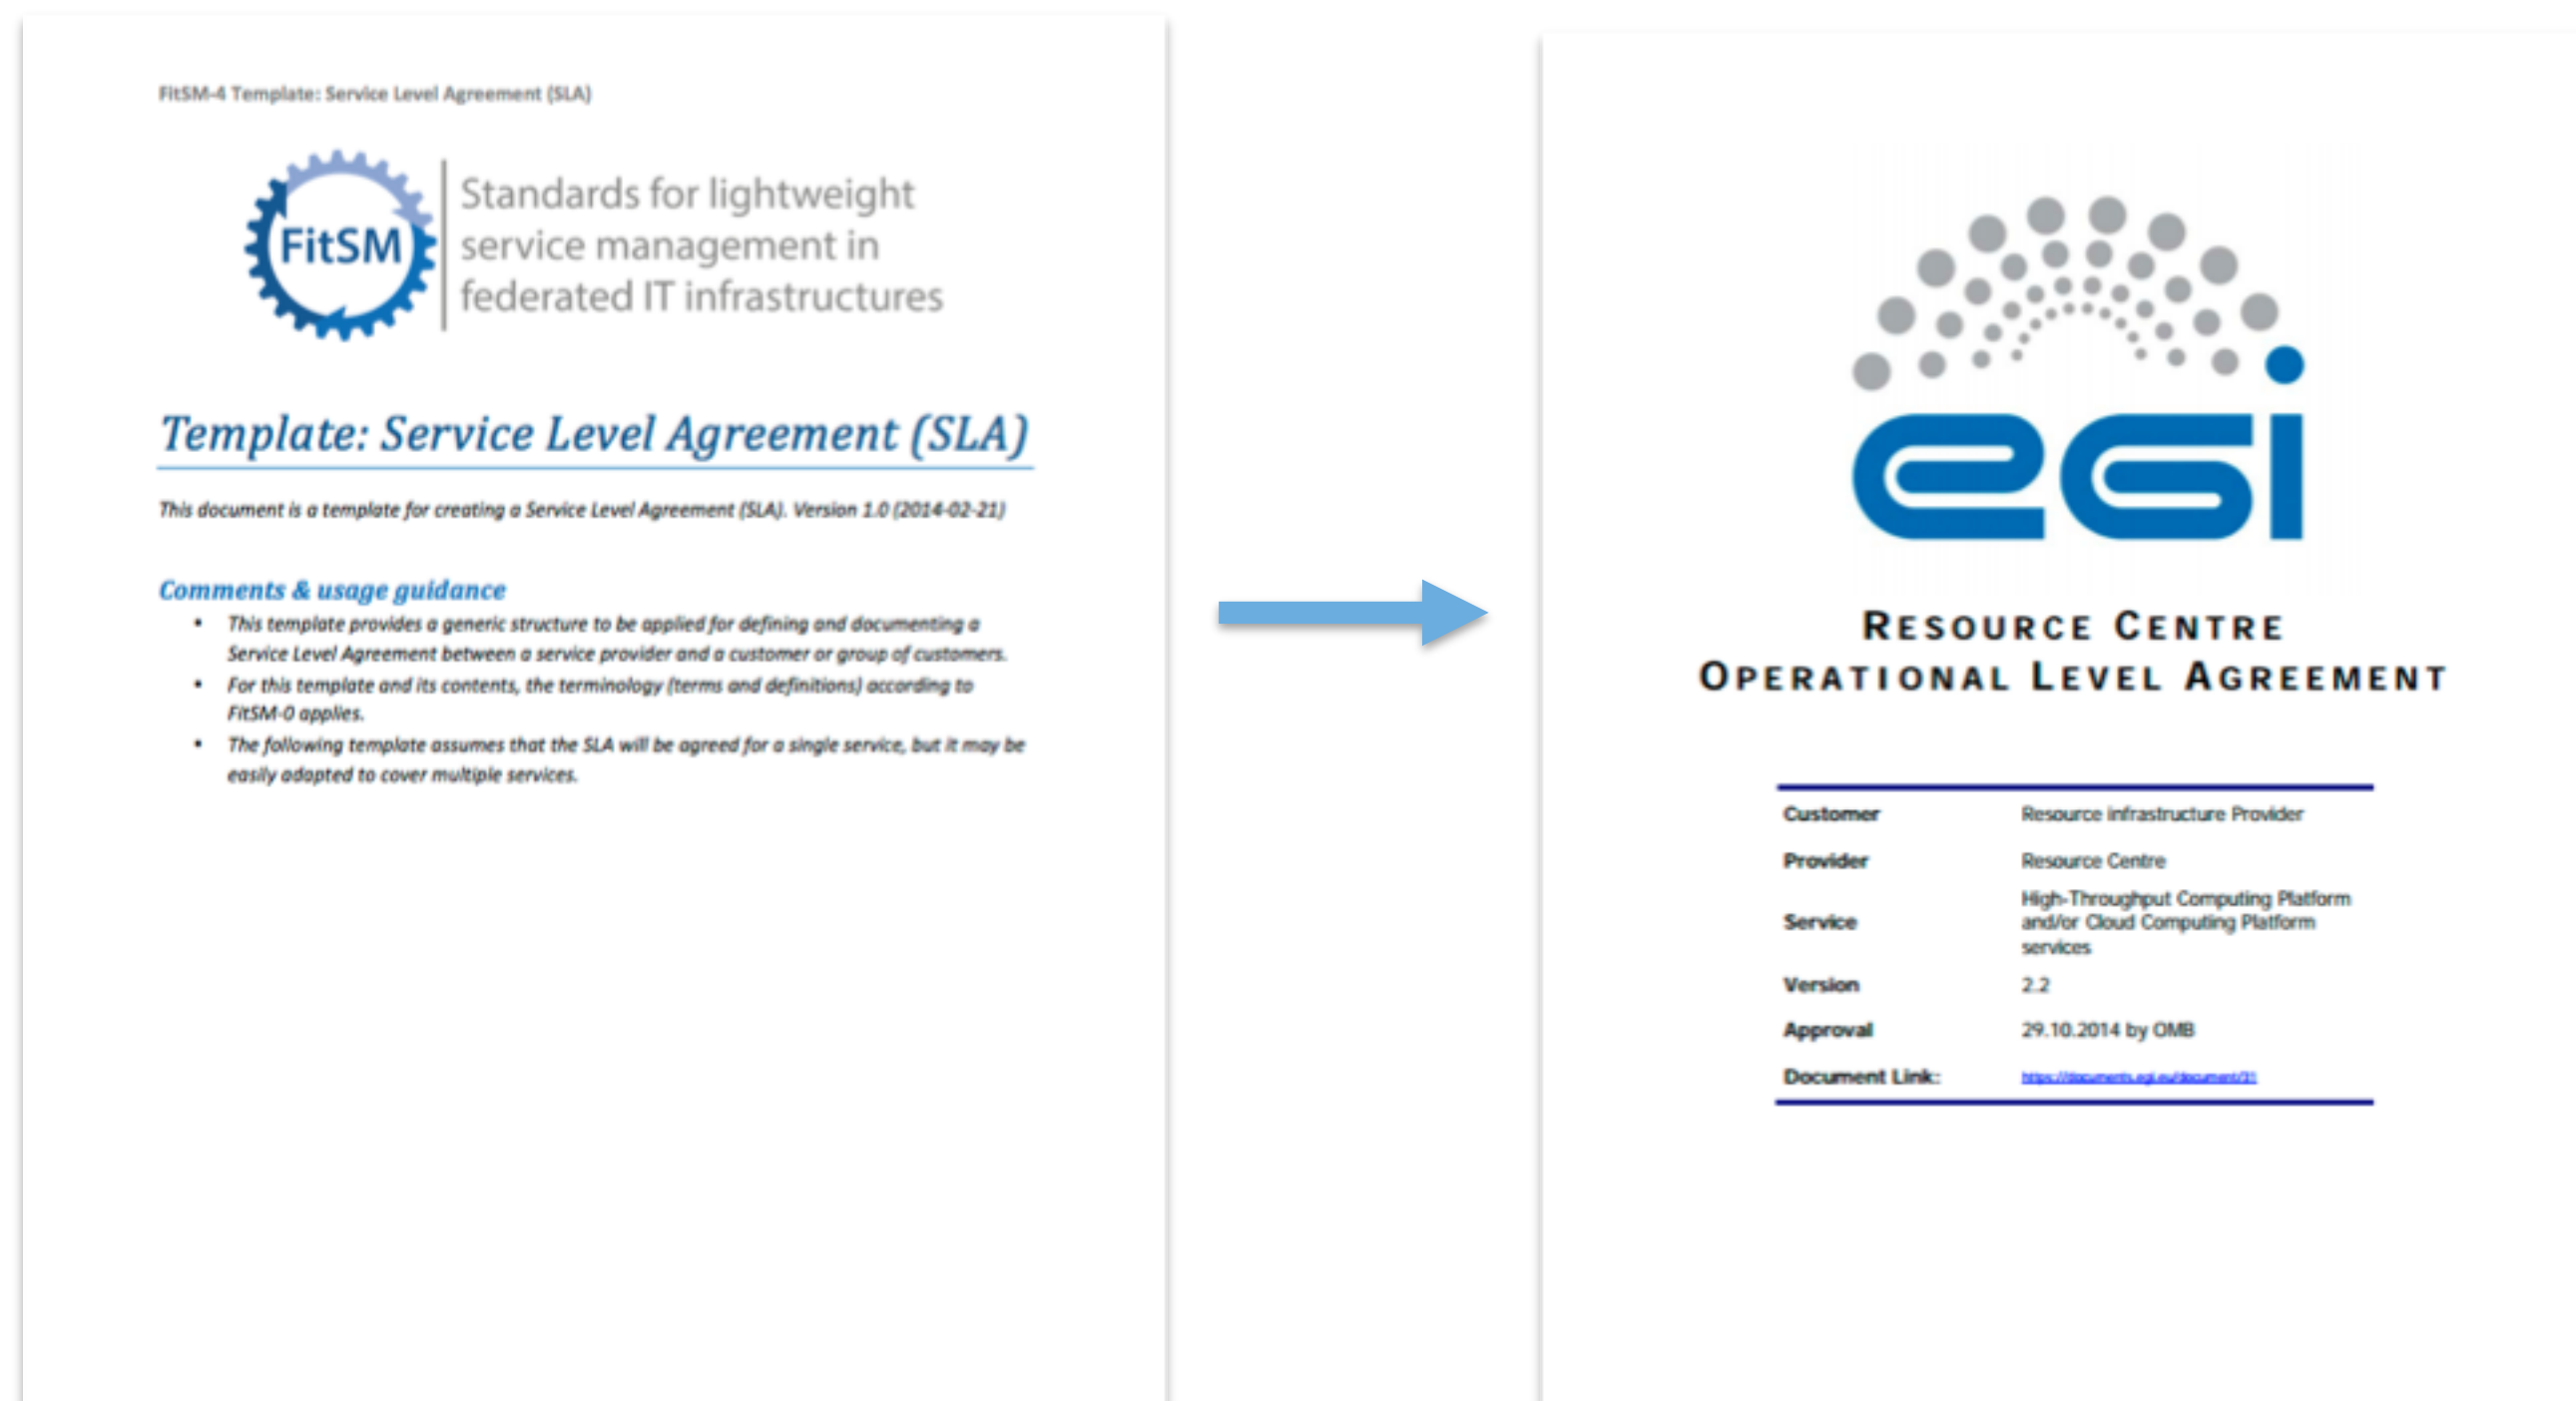 FitSM-4 Template: Service Level Agreement (SLA)
FitSM
Standards for lightweight
service management in
federated IT infrastructures
Template: Service Level Agreement (SLA)
This document is a template for creating a Service Level Agreement (SLA). Version 1.0 (2014-02-21)
Comments & usage guidance
• This template provides a generic structure to be applied for defining and documenting a
Service Level Agreement between a service provider and a customer or group of customers.
• For this template and its contents, the terminology (terms and definitions) according to
FitSM-0 applies.
• The following template assumes that the SLA will be agreed for a single service, but it may be
easily adapted to cover multiple services.
egi
RESOURCE CENTRE
OPERATIONAL LEVEL AGREEMENT
Customer Resource infrastructure Provider
Provider Resource Centre
Service High-Throughput Computing Platform
and/or Cloud Computing Platform
services
Version 2.2
Approval 29.10.2014 by OMB
Document Link: https://documents.egi.eu/document/31